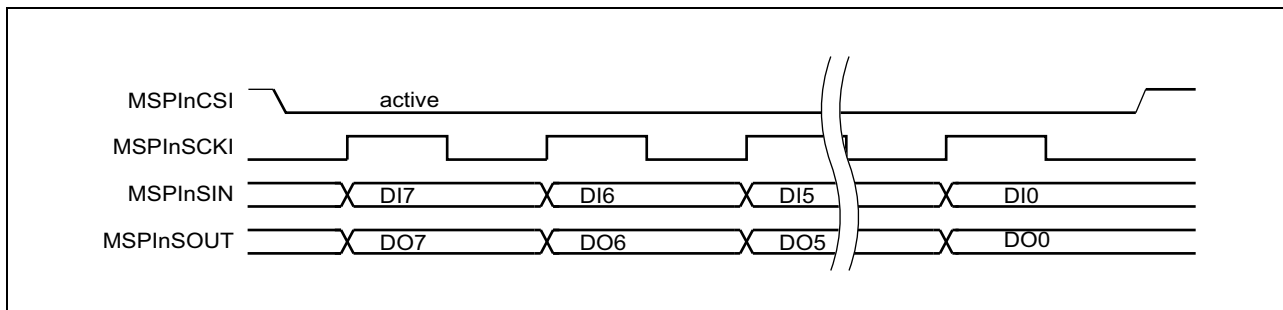 MSPInCSI active
MSPInSCKI
MSPInSIN DI7 DI6 DI5 DI0
MSPInSOUT DO7 DO6 DO5 DO0